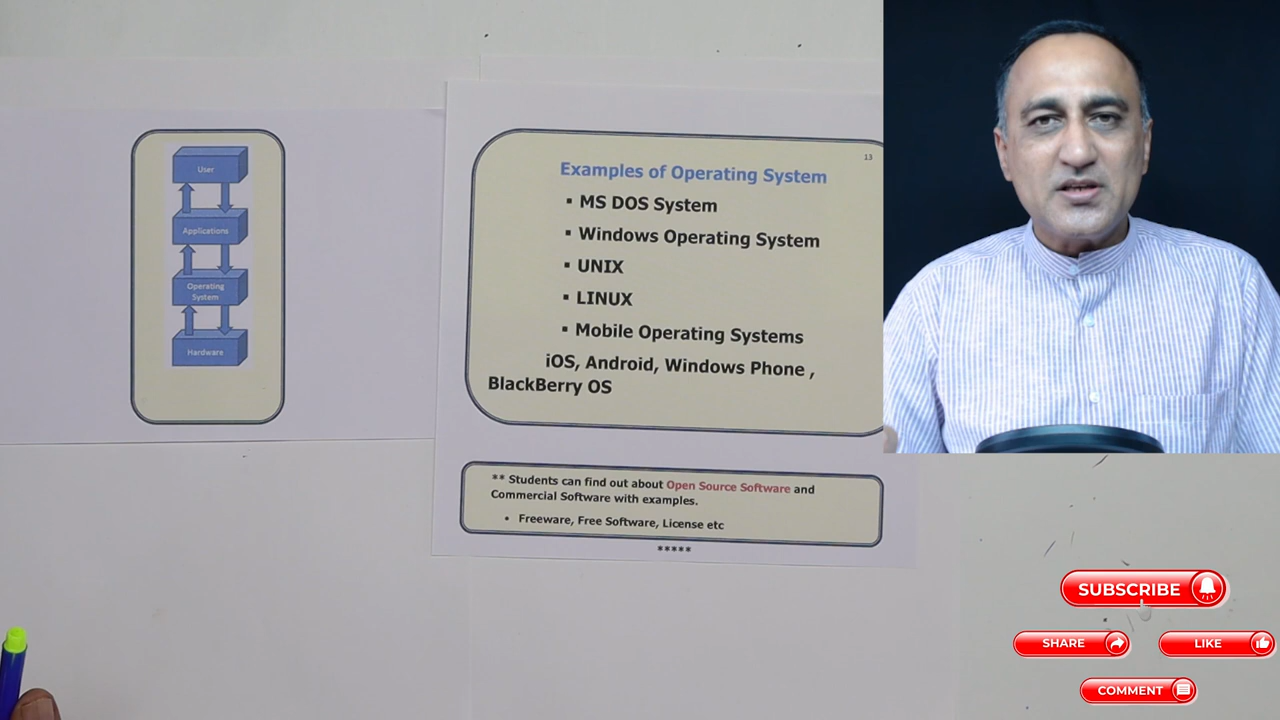 User
Applications
Operating
System
Hardware
13
Examples of Operating System
▪ MS DOS System
▪ Windows Operating System
▪ UNIX
▪ LINUX
▪ Mobile Operating Systems
iOS, Android, Windows Phone ,
BlackBerry OS
** Students can find out about Open Source Software and
Commercial Software with examples.
• Freeware, Free Software, License etc
*****
SUBSCRIBE
SHARE
LIKE
COMMENT